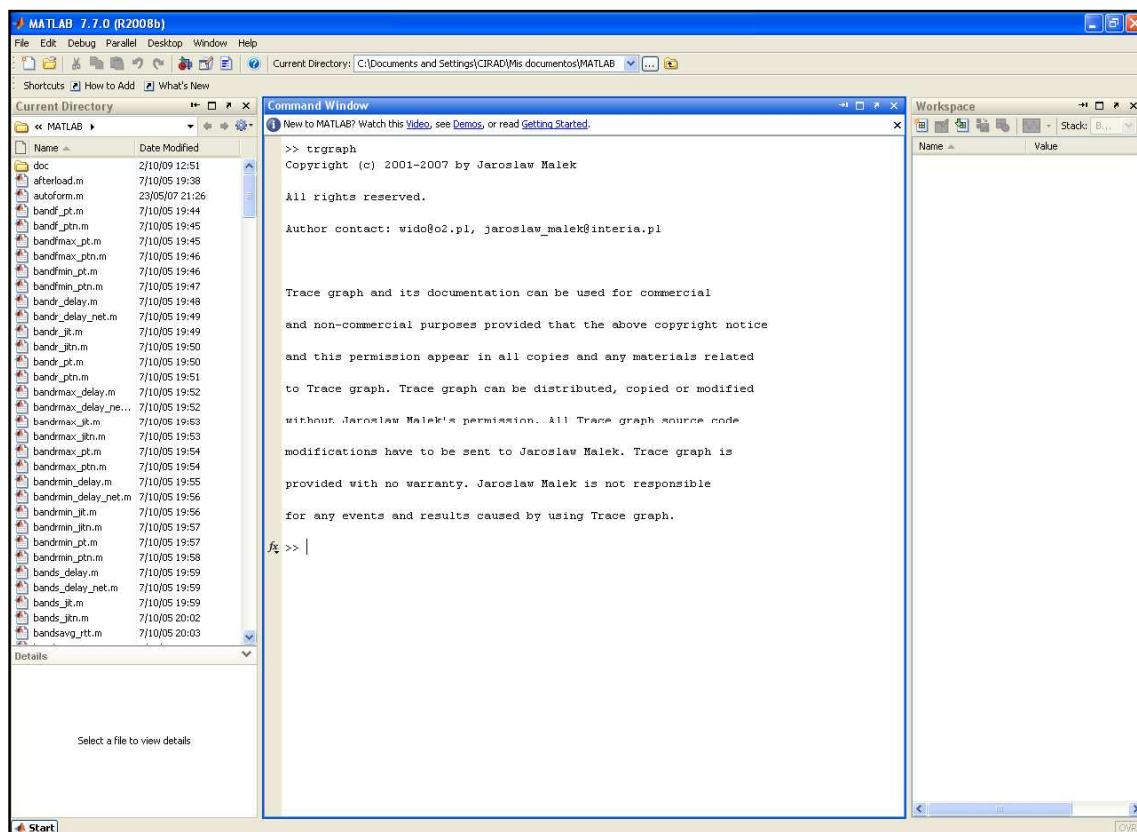 MATLAB 7.7.0 (R2008b)
File Edit Debug Parallel Desktop Window Help
Current Directory: C:\Documents and Settings\CIRAD\Mis documentos\MATLAB
Shortcuts How to Add What's New
Current Directory
« MATLAB
Name Date Modified
doc 2/10/09 12:51
afterload.m 7/10/05 19:38
autoform.m 23/05/07 21:26
bandf_pt.m 7/10/05 19:44
bandf_ptn.m 7/10/05 19:45
bandfmax_pt.m 7/10/05 19:45
bandfmax_ptn.m 7/10/05 19:46
bandfmin_pt.m 7/10/05 19:46
bandfmin_ptn.m 7/10/05 19:47
bandr_delay.m 7/10/05 19:48
bandr_delay_net.m 7/10/05 19:49
bandr_jit.m 7/10/05 19:49
bandr_jitn.m 7/10/05 19:50
bandr_pt.m 7/10/05 19:50
bandr_ptn.m 7/10/05 19:51
bandrmax_delay.m 7/10/05 19:52
bandrmax_delay_ne... 7/10/05 19:52
bandrmax_jit.m 7/10/05 19:53
bandrmax_jitn.m 7/10/05 19:53
bandrmax_pt.m 7/10/05 19:54
bandrmax_ptn.m 7/10/05 19:54
bandrmin_delay.m 7/10/05 19:55
bandrmin_delay_net.m 7/10/05 19:56
bandrmin_jit.m 7/10/05 19:56
bandrmin_jitn.m 7/10/05 19:57
bandrmin_pt.m 7/10/05 19:57
bandrmin_ptn.m 7/10/05 19:58
bands_delay.m 7/10/05 19:59
bands_delay_net.m 7/10/05 19:59
bands_jit.m 7/10/05 19:59
bands_jitn.m 7/10/05 20:02
bandsavg_rtt.m 7/10/05 20:03
Details
Select a file to view details
Command Window
New to MATLAB? Watch this Video, see Demos, or read Getting Started.
>> trgraph
Copyright (c) 2001-2007 by Jaroslaw Malek
All rights reserved.
Author contact: wido@o2.pl, jaroslaw_malek@interia.pl
Trace graph and its documentation can be used for commercial
and non-commercial purposes provided that the above copyright notice
and this permission appear in all copies and any materials related
to Trace graph. Trace graph can be distributed, copied or modified
without Jaroslaw Malek's permission. All Trace graph source code
modifications have to be sent to Jaroslaw Malek. Trace graph is
provided with no warranty. Jaroslaw Malek is not responsible
for any events and results caused by using Trace graph.
fx >>
Workspace
Stack: B...
Name Value
Start
OVR